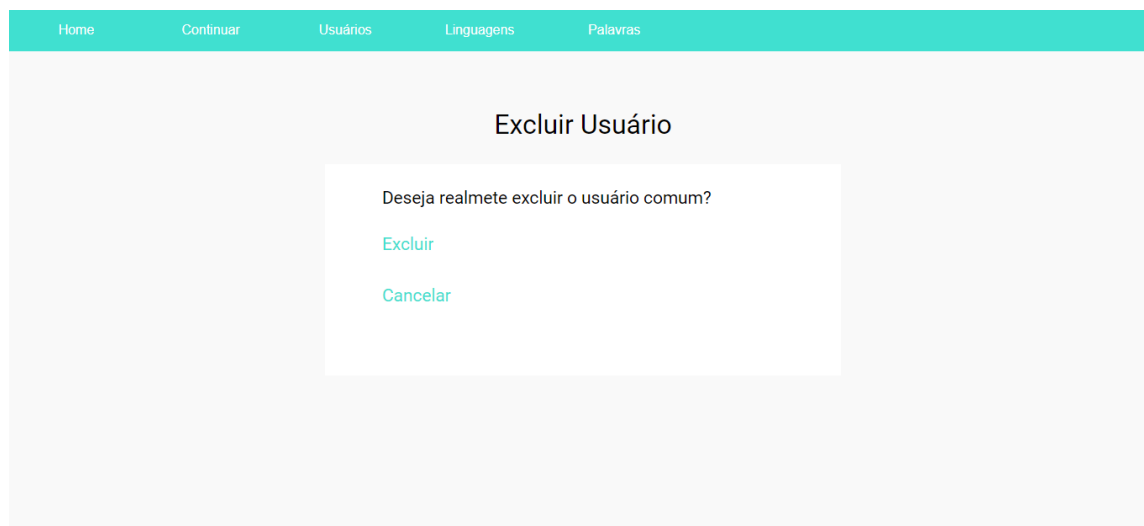 Home Continuar Usuários Linguagens Palavras
Excluir Usuário
Deseja realmete excluir o usuário comum?
Excluir
Cancelar